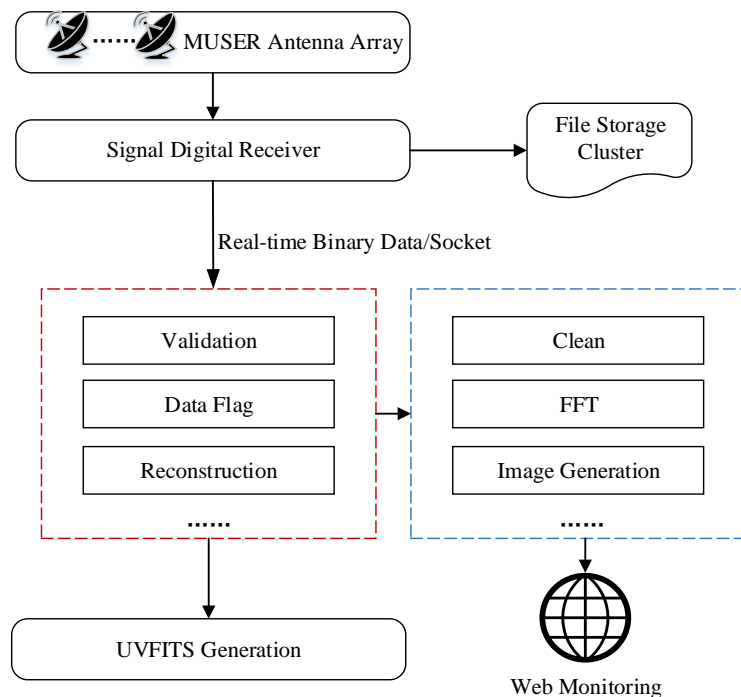 MUSER Antenna Array
Signal Digital Receiver
File Storage
Cluster
Real-time Binary Data/Socket
Validation
Data Flag
Reconstruction
......
Clean
FFT
Image Generation
......
UVFITS Generation
Web Monitoring